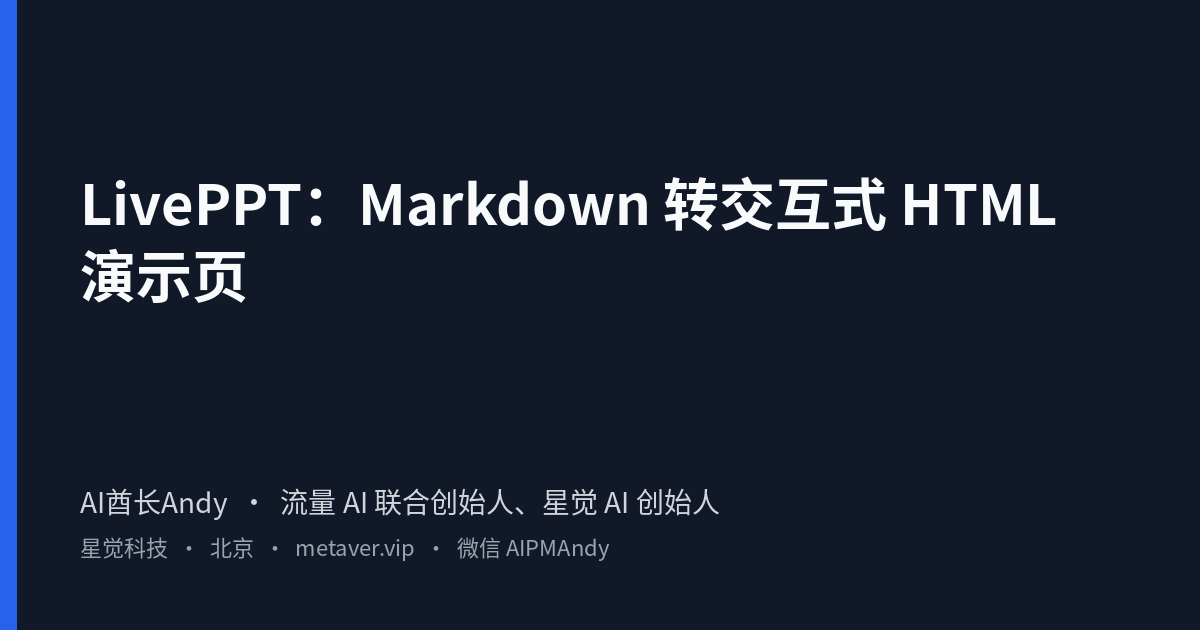 LivePPT：Markdown 转交互式 HTML
演示页
AI酋长Andy · 流量 AI 联合创始人、星觉 AI 创始人
星觉科技 · 北京 · metaver.vip · 微信 AIPMAndy